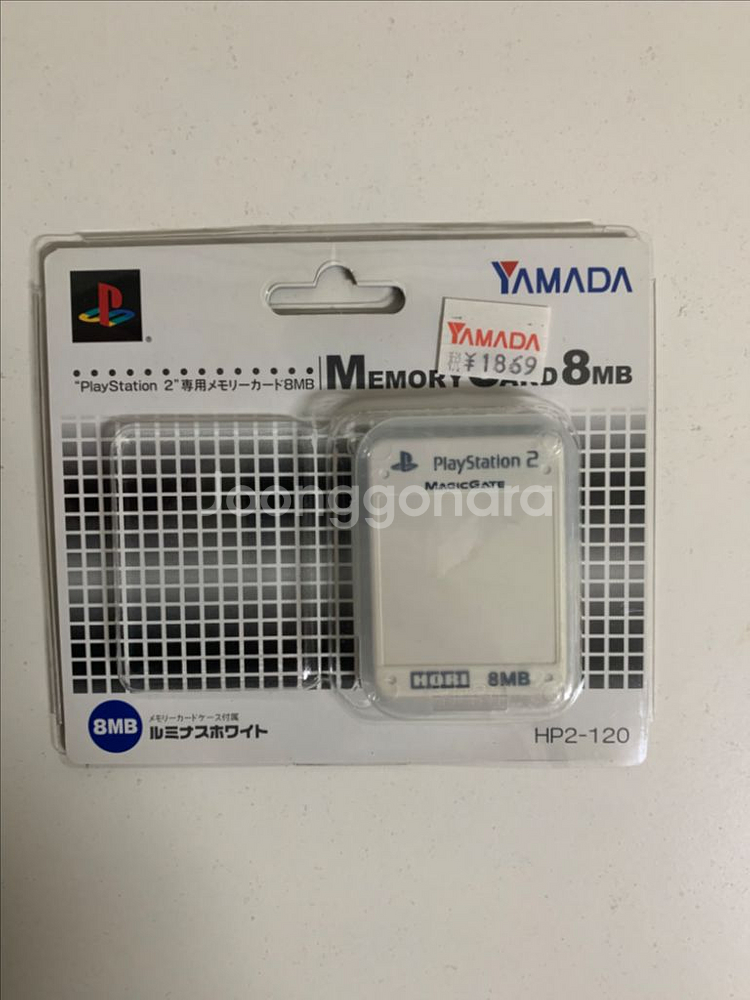 YAMADA
YAMADA
税 ¥1869
"PlayStation 2"専用メモリーカード8MB
MEMORY CARD 8MB
PlayStation 2
MAGICGATE
joonggonara
HORI 8MB
8MB
メモリーカードケース付属
ルミナスホワイト
HP2-120